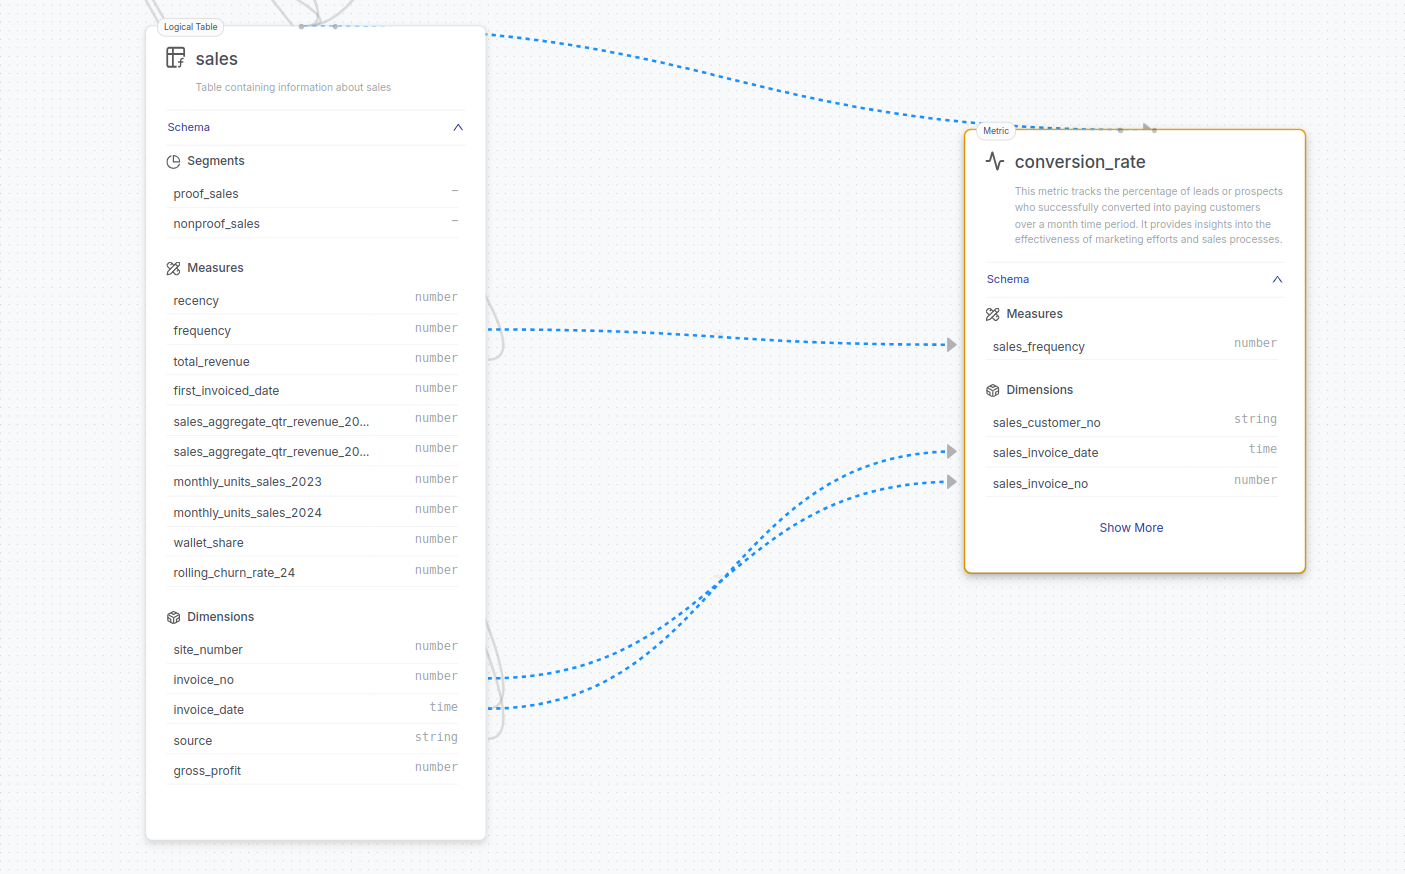 Logical Table
sales
Table containing information about sales
Schema
Segments
proof_sales –
nonproof_sales –
Measures
recency number
frequency number
total_revenue number
first_invoiced_date number
sales_aggregate_qtr_revenue_20... number
sales_aggregate_qtr_revenue_20... number
monthly_units_sales_2023 number
monthly_units_sales_2024 number
wallet_share number
rolling_churn_rate_24 number
Dimensions
site_number number
invoice_no number
invoice_date time
source string
gross_profit number
Metric
conversion_rate
This metric tracks the percentage of leads or prospects
who successfully converted into paying customers
over a month time period. It provides insights into the
effectiveness of marketing efforts and sales processes.
Schema
Measures
sales_frequency number
Dimensions
sales_customer_no string
sales_invoice_date time
sales_invoice_no number
Show More